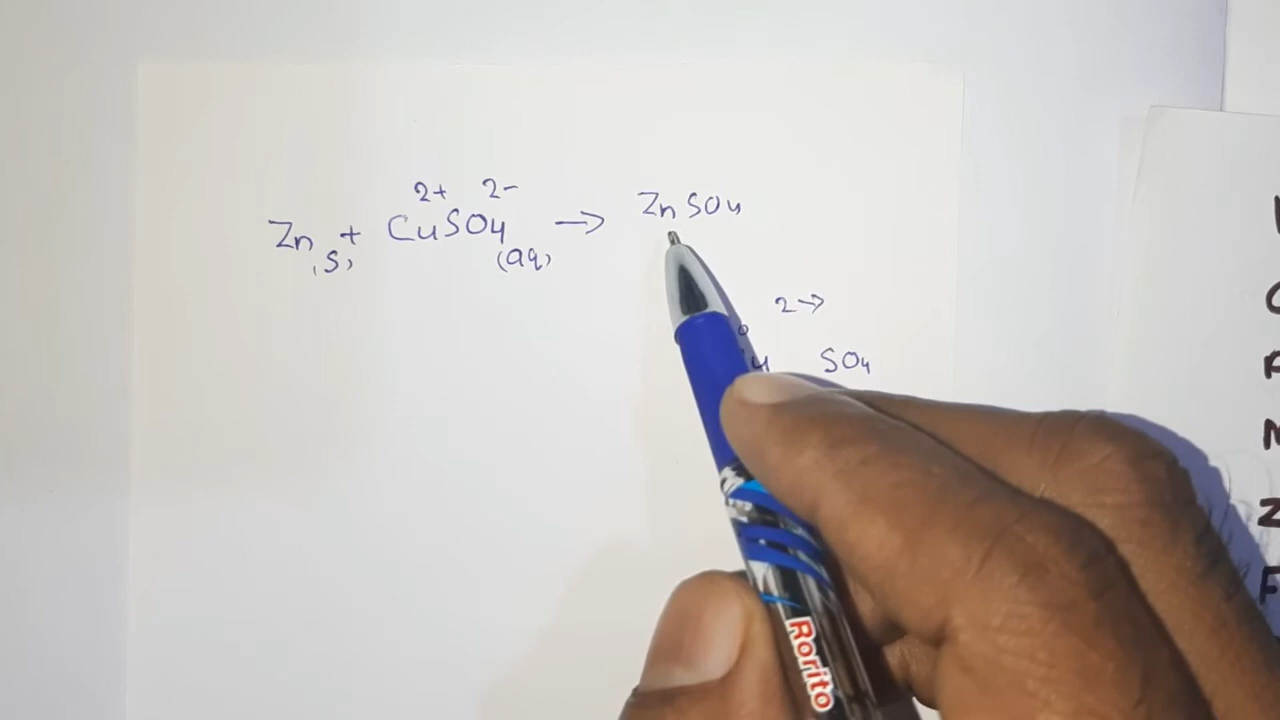 2+ 2-
Zn(s) + CuSO4(aq) → ZnSO4
2→
SO4
Rorito